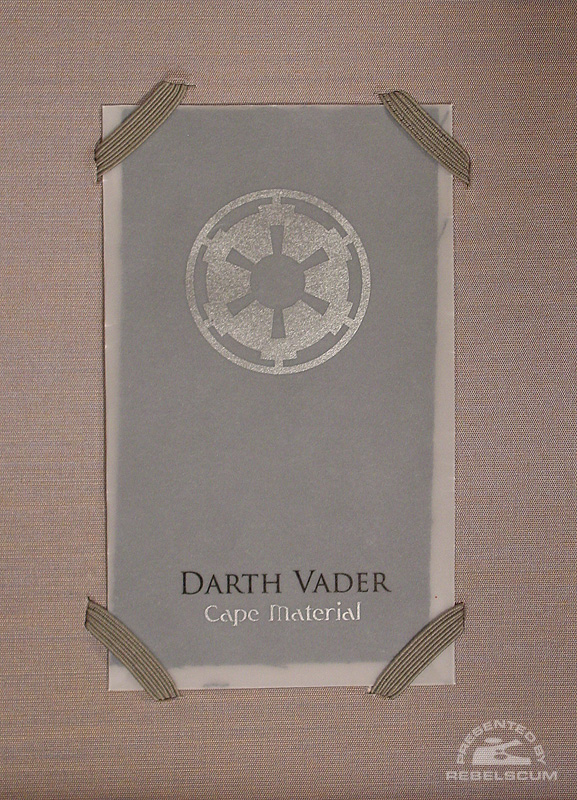 DARTH VADER
Cape Material
PRESENTED BY
REBELSCUM